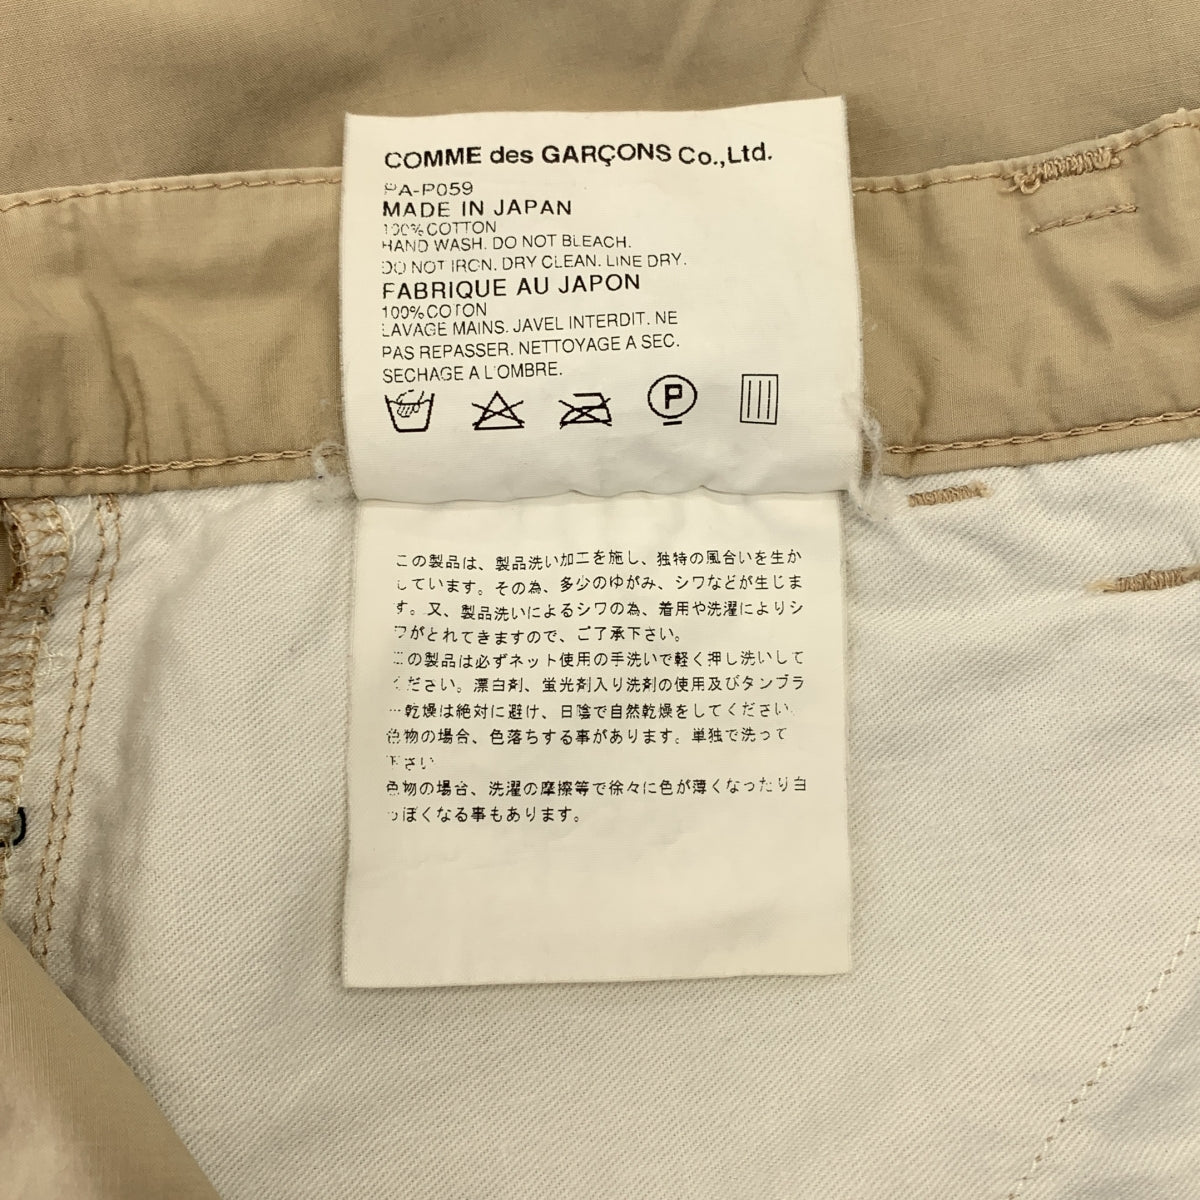 COMME des GARÇONS Co.,Ltd.
PA-P059
MADE IN JAPAN
100% COTTON
HAND WASH. DO NOT BLEACH.
DO NOT IRON. DRY CLEAN. LINE DRY.
FABRIQUE AU JAPON
100% COTON
LAVAGE MAINS. JAVEL INTERDIT. NE
PAS REPASSER. NETTOYAGE A SEC.
SECHAGE A L'OMBRE.
P
この製品は、製品洗い加工を施し、独特の風合いを生か
しています。その為、多少のゆがみ、シワなどが生じま
す。又、製品洗いによるシワの為、着用や洗濯によりシ
ワがとれてきますので、ご了承下さい。
この製品は必ずネット使用の手洗いで軽く押し洗いして
ください。漂白剤、蛍光剤入り洗剤の使用及びタンブラ
ー乾燥は絶対に避け、日陰で自然乾燥をしてください。
色物の場合、色落ちする事があります。単独で洗って
下さい
色物の場合、洗濯の摩擦等で徐々に色が薄くなったり白
っぽくなる事もあります。